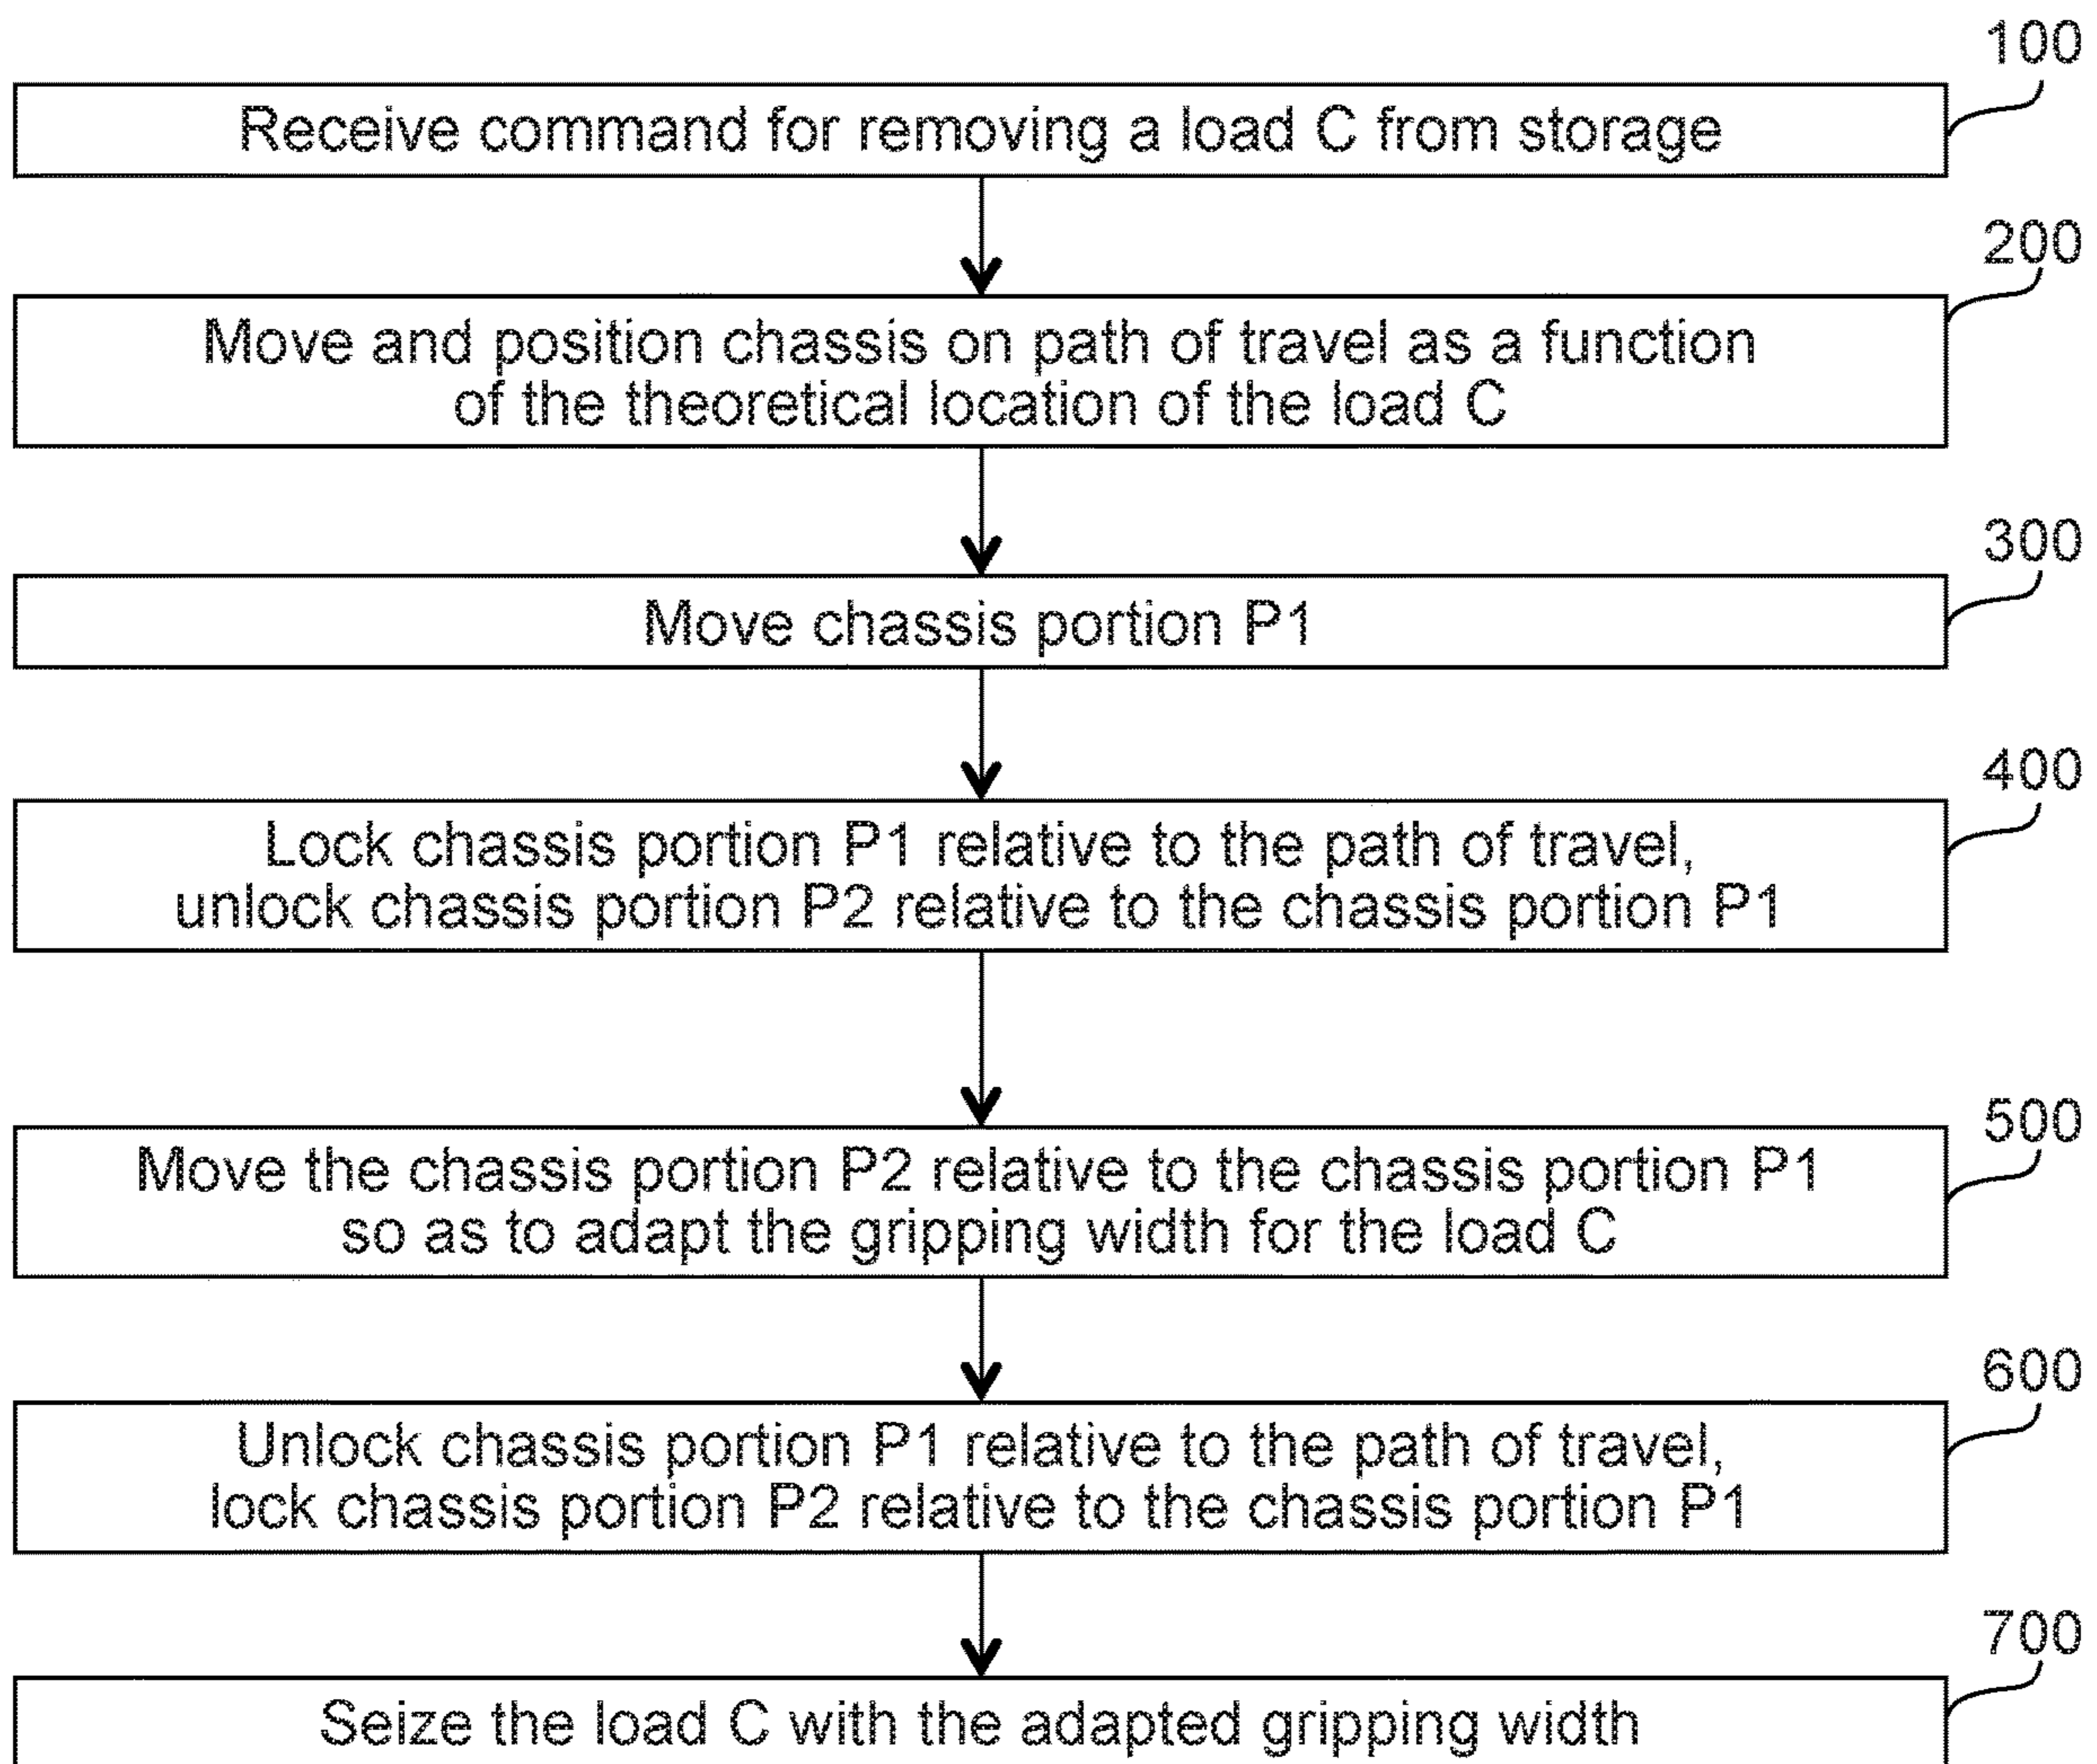 100
Receive command for removing a load C from storage
200
Move and position chassis on path of travel as a function
of the theoretical location of the load C
300
Move chassis portion P1
400
Lock chassis portion P1 relative to the path of travel,
unlock chassis portion P2 relative to the chassis portion P1
500
Move the chassis portion P2 relative to the chassis portion P1
so as to adapt the gripping width for the load C
600
Unlock chassis portion P1 relative to the path of travel,
lock chassis portion P2 relative to the chassis portion P1
700
Seize the load C with the adapted gripping width